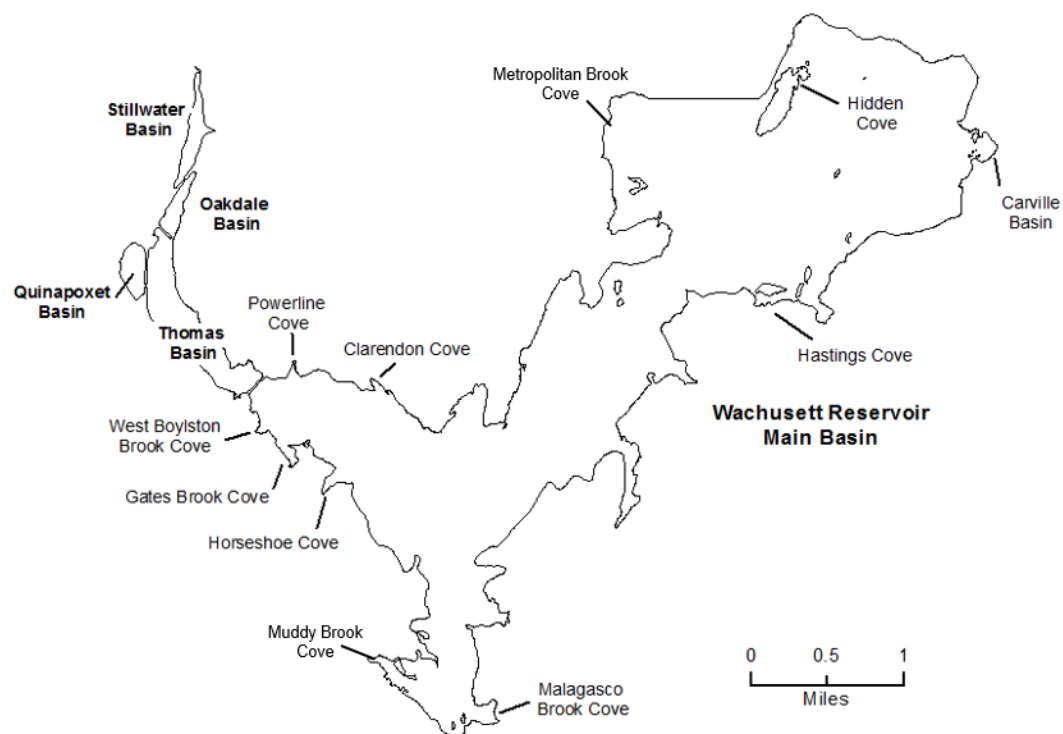 Metropolitan Brook
Cove
Stillwater
Basin
Hidden
Cove
Oakdale
Basin
Carville
Basin
Quinapoxet
Basin
Powerline
Cove
Thomas
Basin
Clarendon Cove
Hastings Cove
West Boylston
Brook Cove
Wachusett Reservoir
Main Basin
Gates Brook Cove
Horseshoe Cove
Muddy Brook
Cove
Malagasco
Brook Cove
0 0.5 1
Miles